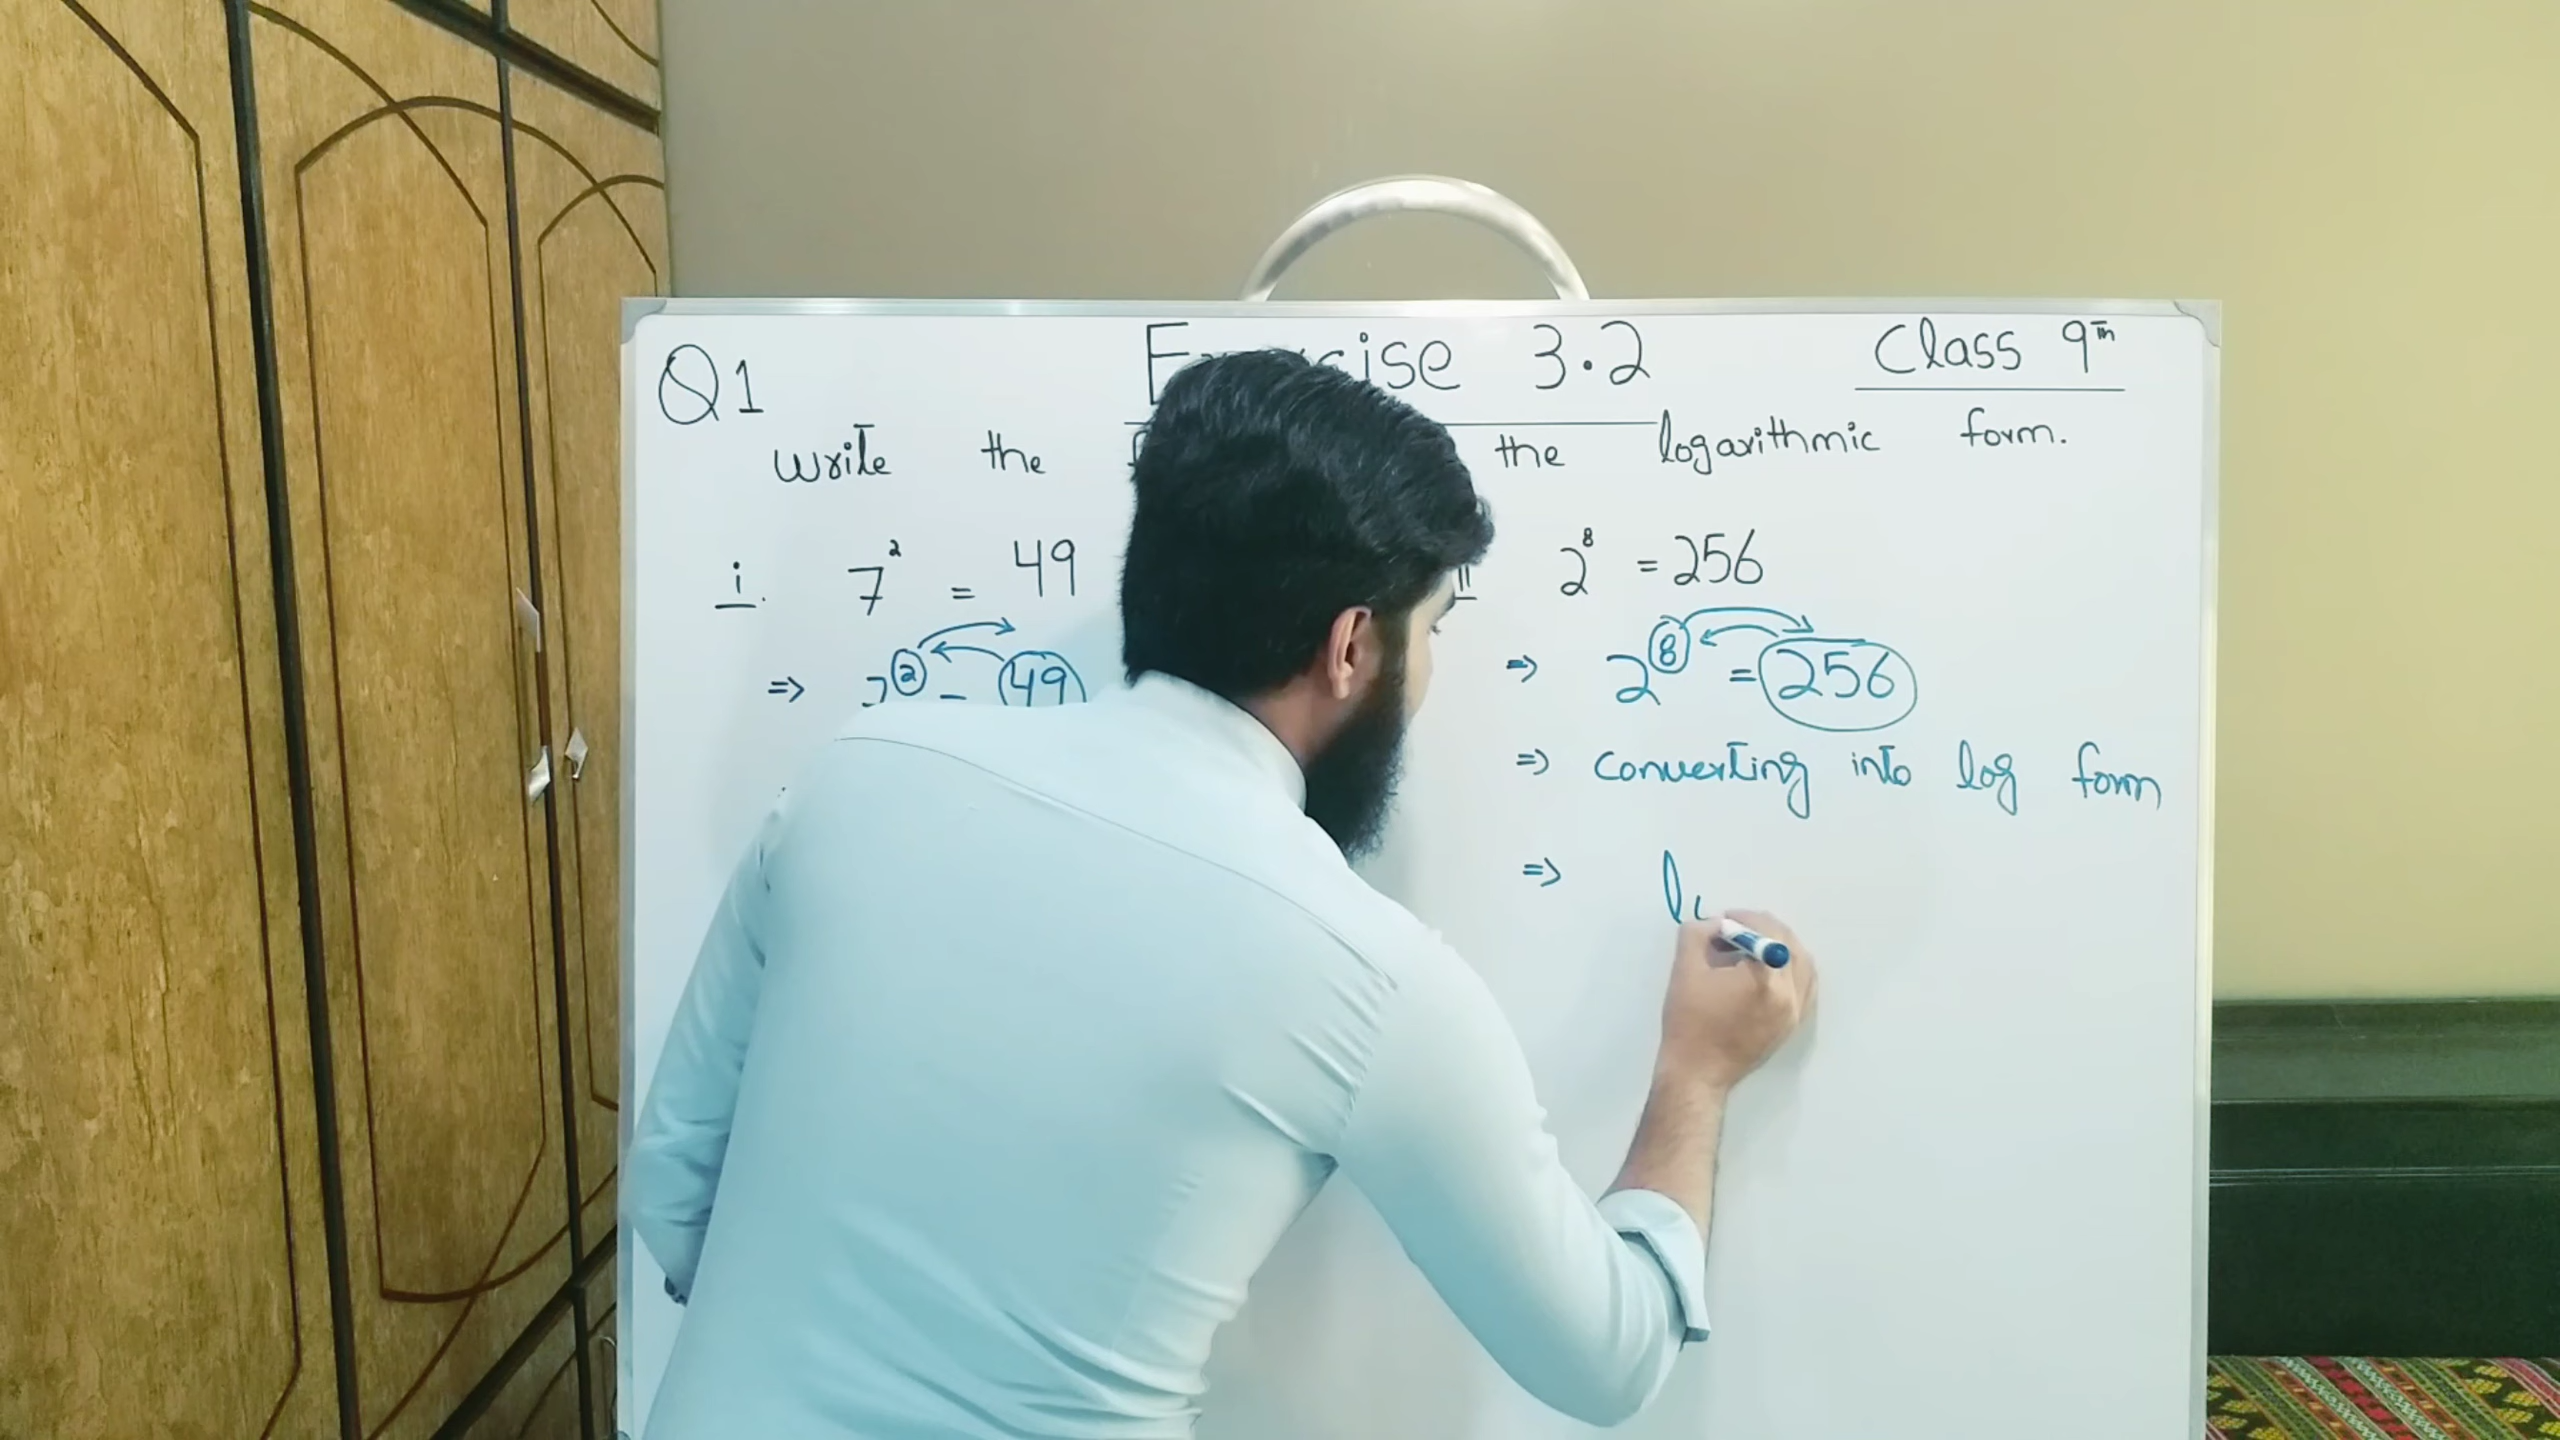 Q1 3.2 Class 9th
write the the logarithmic form.
i. 7² = 49
⇒ 7² = 49
ii 2⁸ = 256
⇒ 2⁸ = 256
⇒ converting into log form
⇒